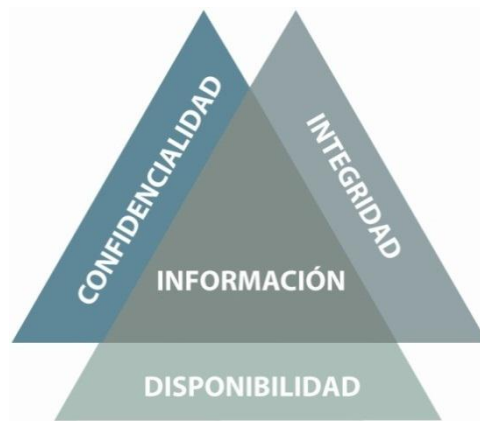 CONFIDENCIALIDAD
INTEGRIDAD
INFORMACIÓN
DISPONIBILIDAD